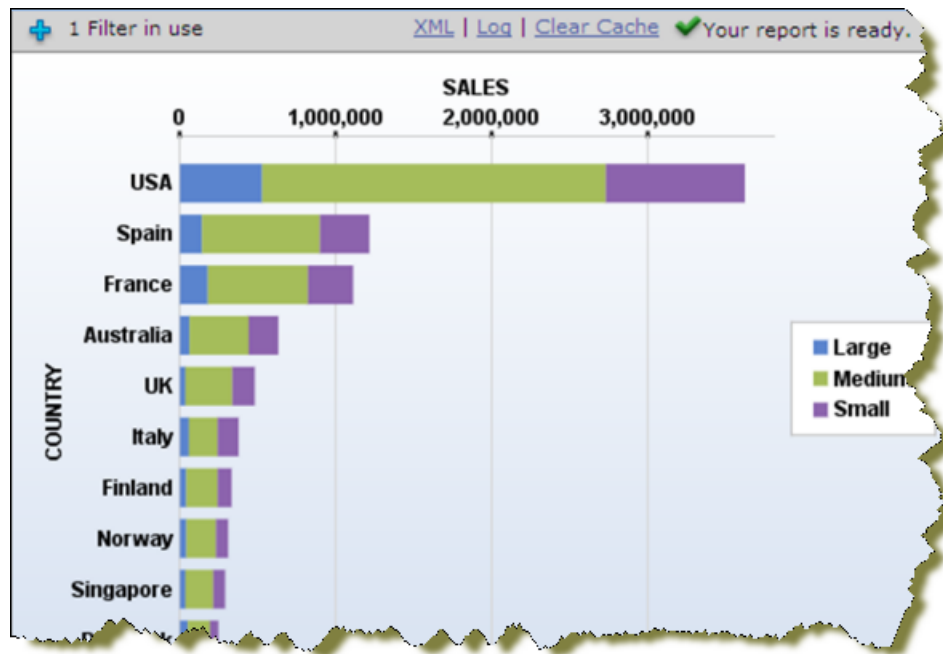 1 Filter in use XML | Log | Clear Cache Your report is ready.
SALES
0 1,000,000 2,000,000 3,000,000
USA
Spain
France
Australia
UK
Italy
Finland
Norway
Singapore
COUNTRY
Large
Medium
Small